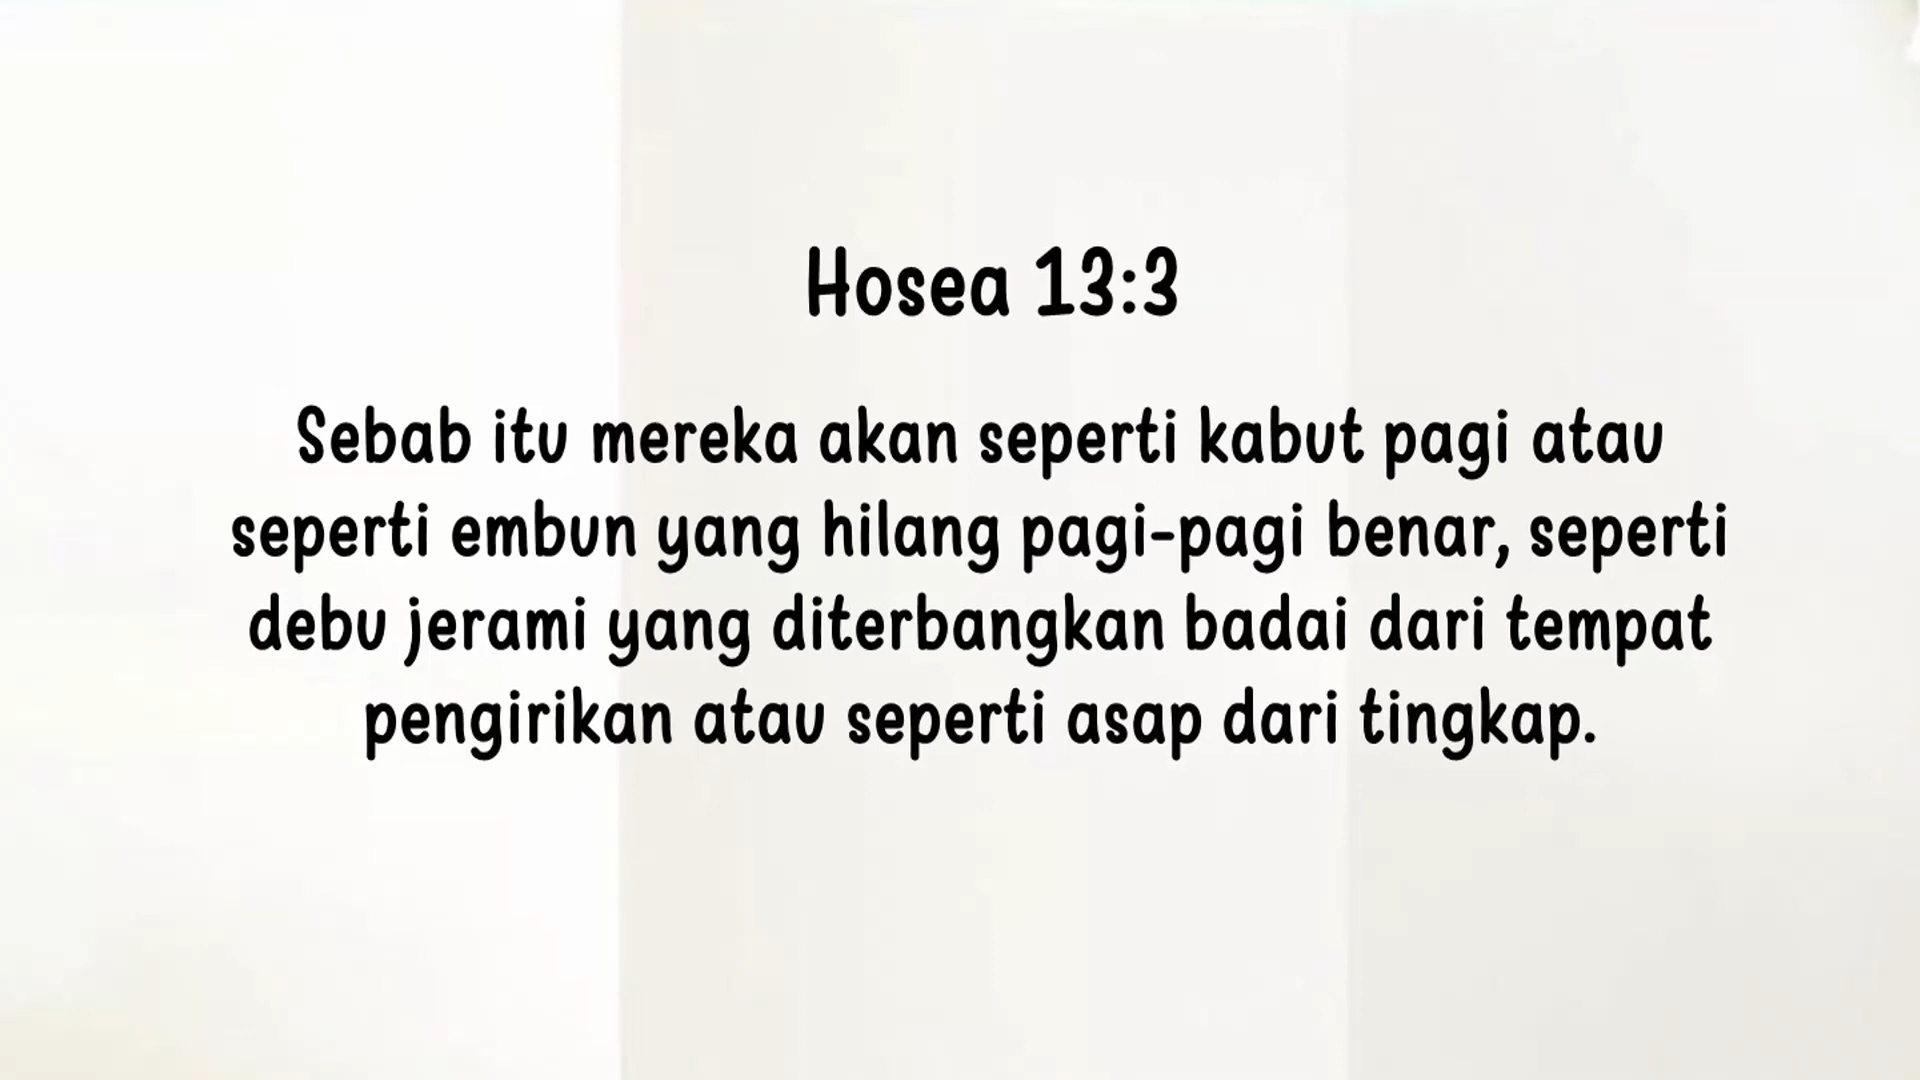 Hosea 13:3
Sebab itu mereka akan seperti kabut pagi atau
seperti embun yang hilang pagi-pagi benar, seperti
debu jerami yang diterbangkan badai dari tempat
pengirikan atau seperti asap dari tingkap.